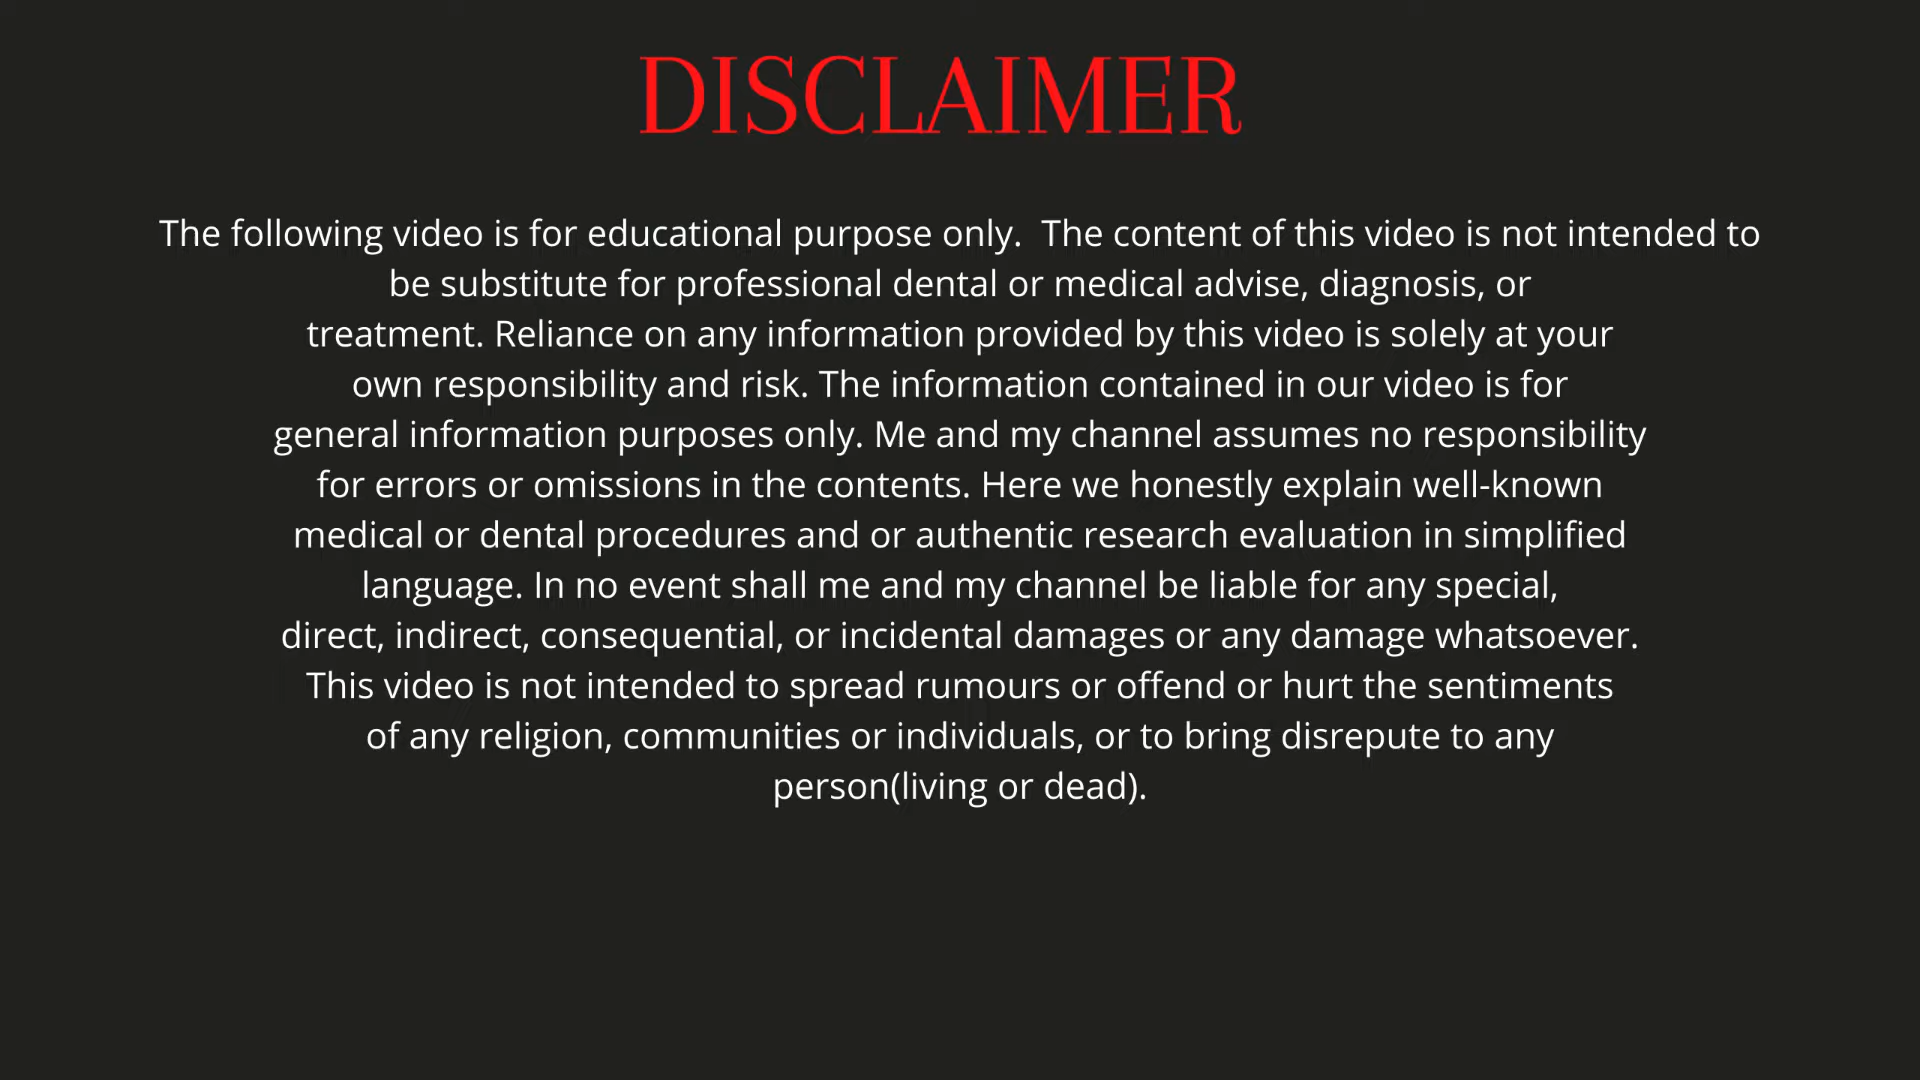 DISCLAIMER
The following video is for educational purpose only.  The content of this video is not intended to
be substitute for professional dental or medical advise, diagnosis, or
treatment. Reliance on any information provided by this video is solely at your
own responsibility and risk. The information contained in our video is for
general information purposes only. Me and my channel assumes no responsibility
for errors or omissions in the contents. Here we honestly explain well-known
medical or dental procedures and or authentic research evaluation in simplified
language. In no event shall me and my channel be liable for any special,
direct, indirect, consequential, or incidental damages or any damage whatsoever.
This video is not intended to spread rumours or offend or hurt the sentiments
of any religion, communities or individuals, or to bring disrepute to any
person(living or dead).